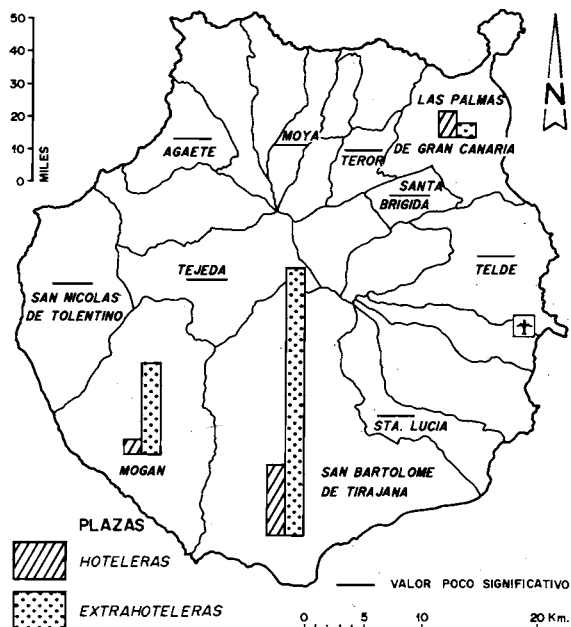 50
40
30
20
10
0
MILES
N
LAS PALMAS
DE GRAN CANARIA
AGAETE
MOYA
TEROR
SANTA
BRIGIDA
TEJEDA
TELDE
SAN NICOLAS
DE TOLENTINO
STA. LUCIA
MOGAN
SAN BARTOLOME
DE TIRAJANA
PLAZAS
HOTELERAS
EXTRAHOTELERAS
VALOR POCO SIGNIFICATIVO
0 5 10 20 Km.